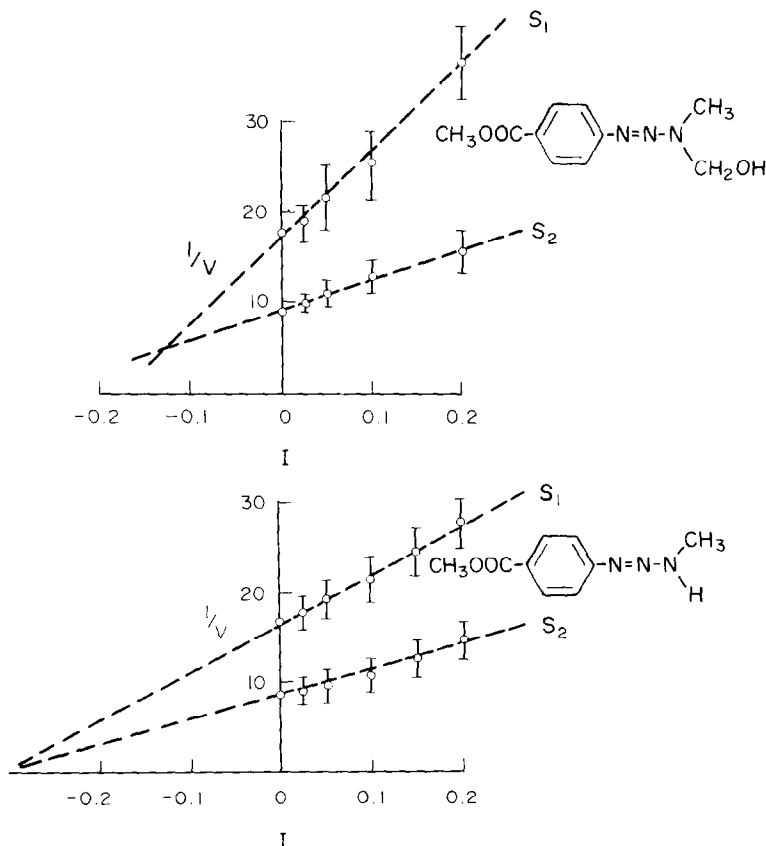 S1
30
CH3
CH3OOC
N=N-N
CH2OH
20
1/V
S2
10
-0.2
-0.1
0
0.1
0.2
I
30
S1
CH3
CH3OOC
N=N-N
H
20
1/V
S2
10
-0.2
-0.1
0
0.1
0.2
I